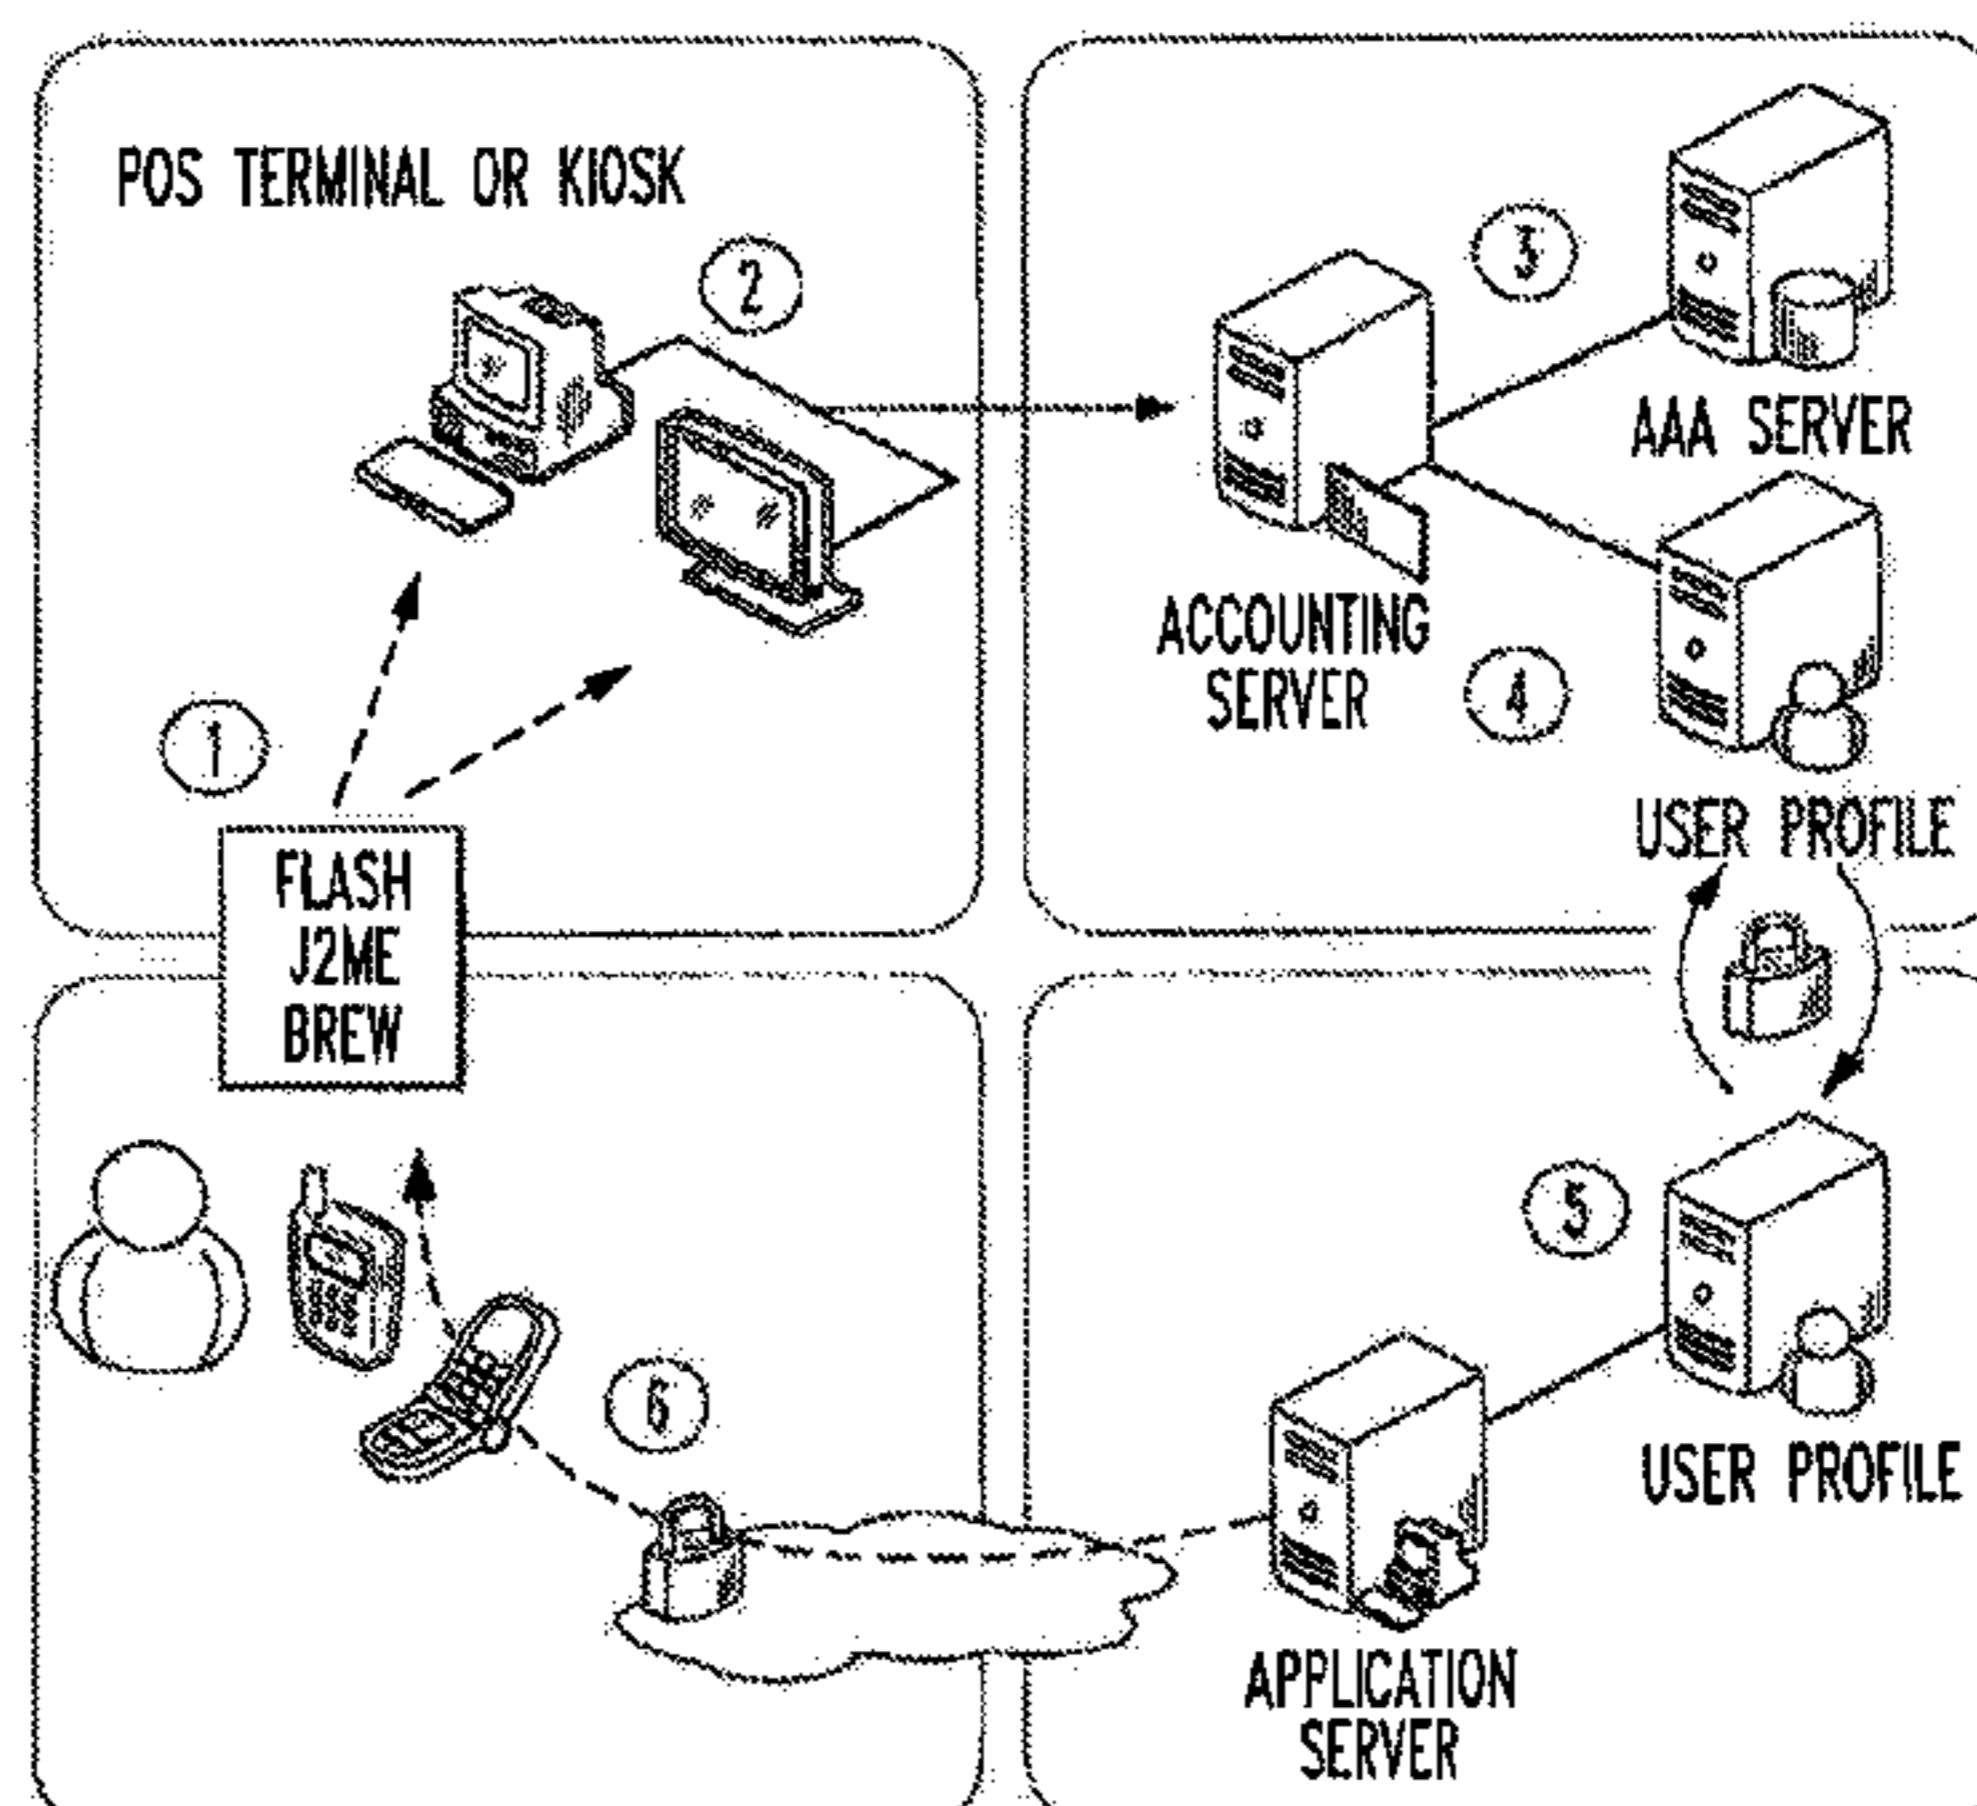 POS TERMINAL OR KIOSK
2
3
AAA SERVER
ACCOUNTING
SERVER
4
USER PROFILE
1
FLASH
J2ME
BREW
5
USER PROFILE
6
APPLICATION
SERVER